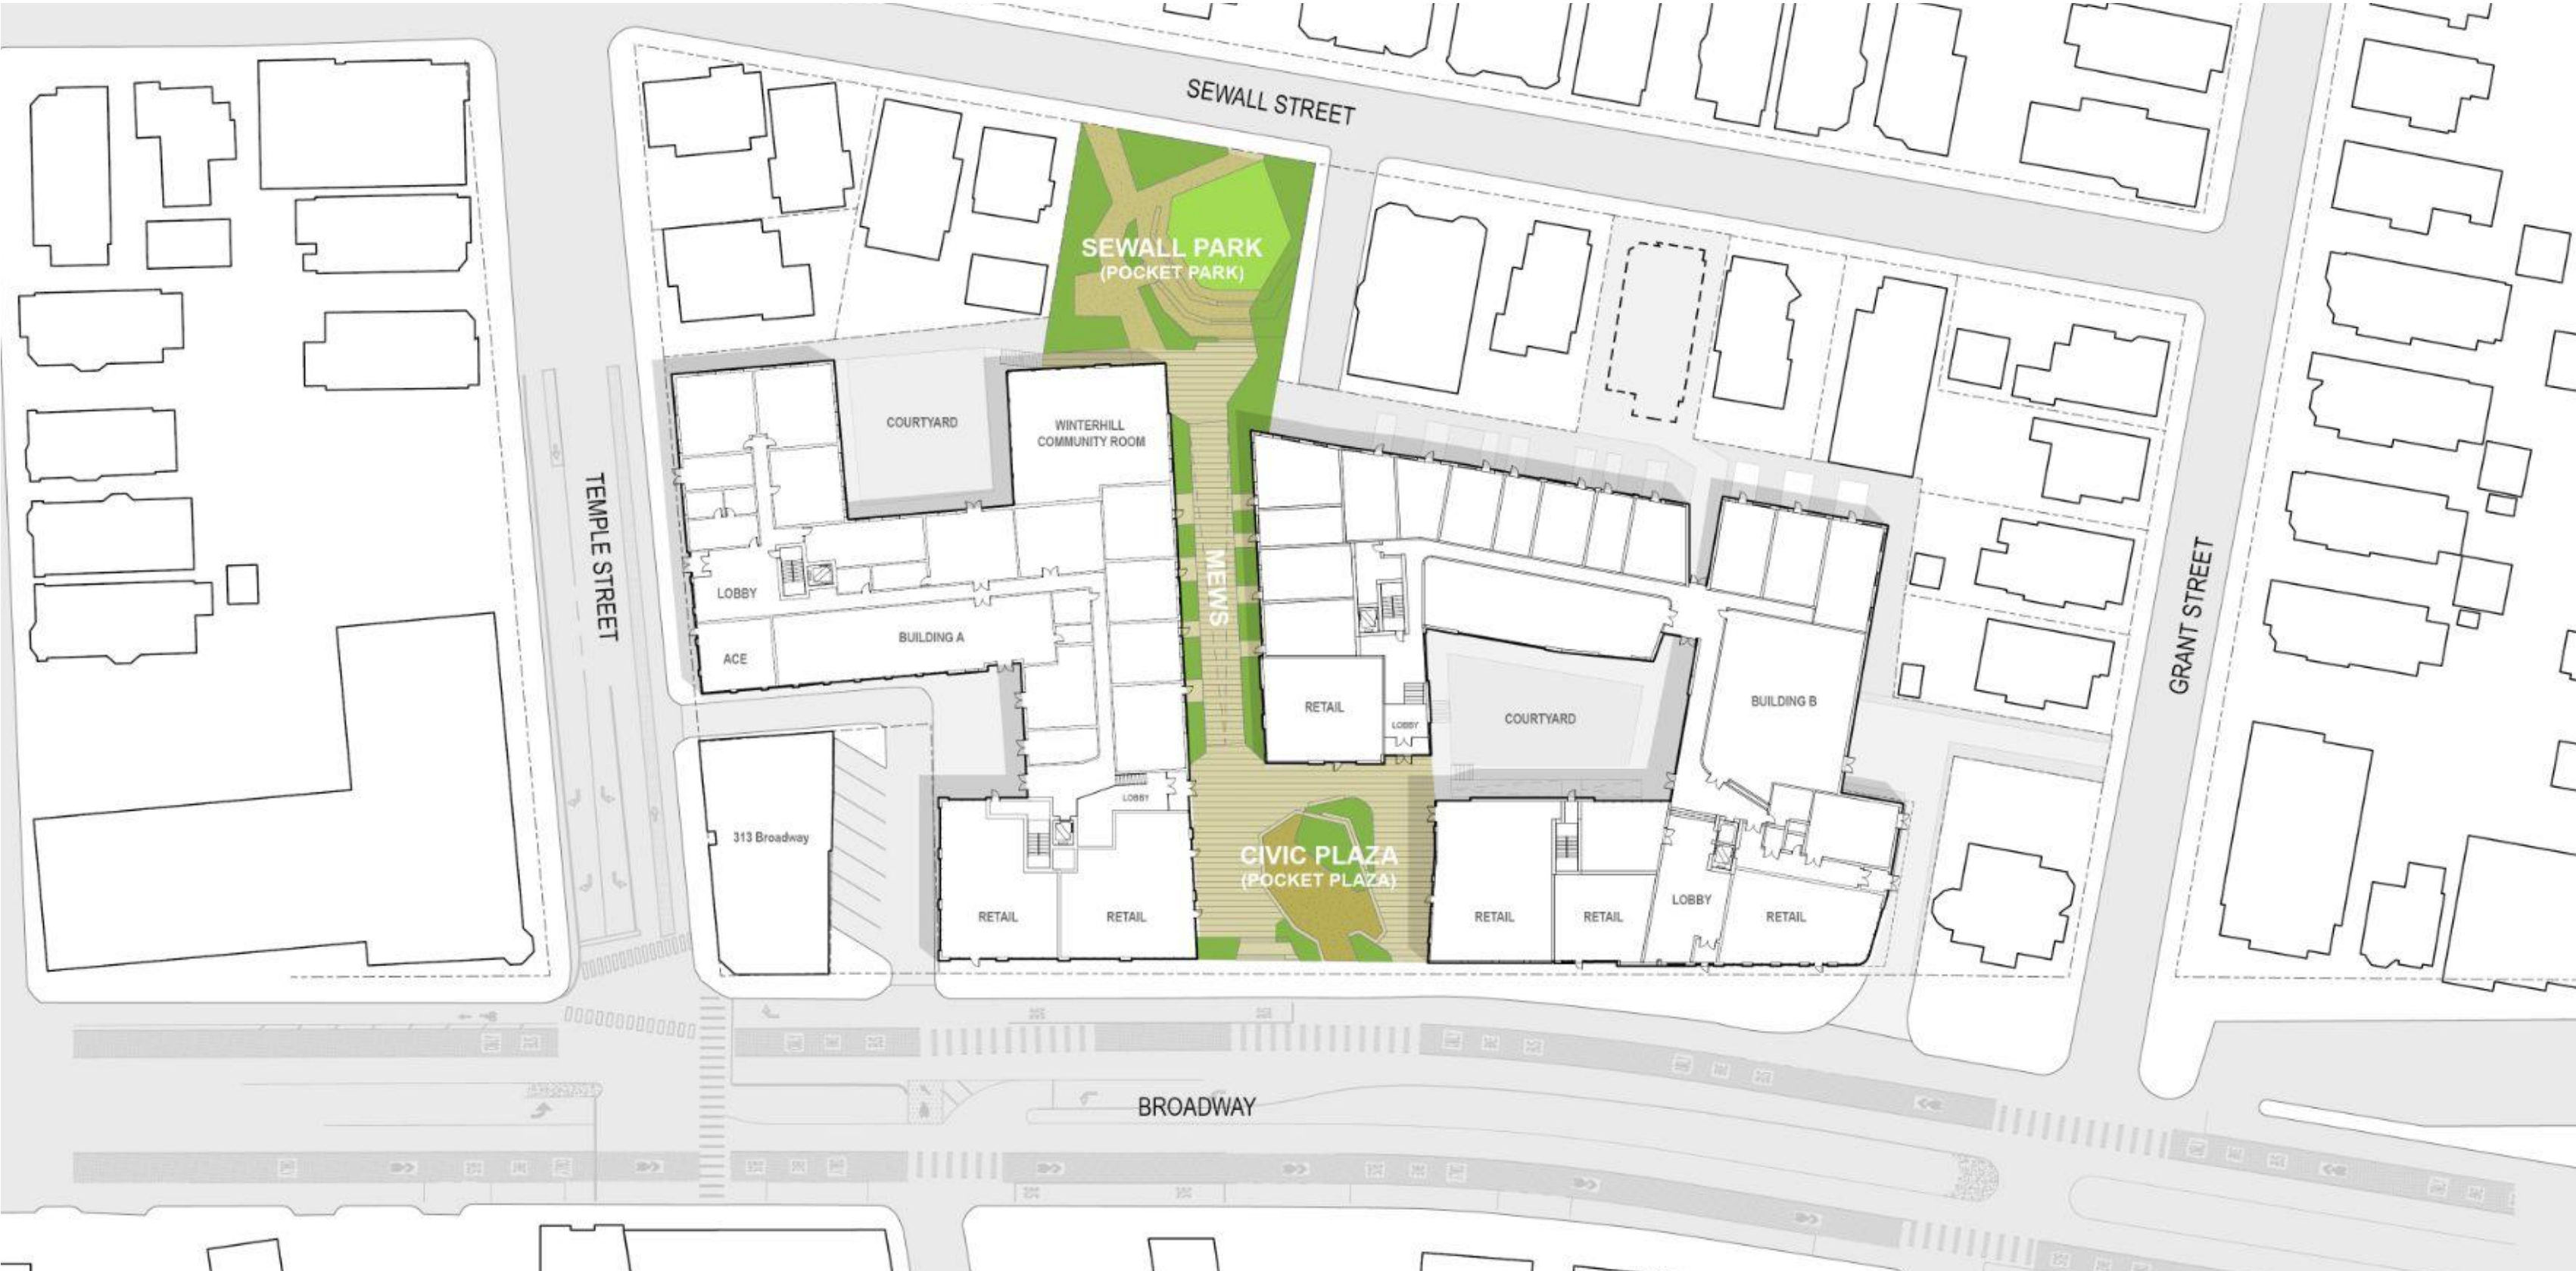 SEWALL STREET
SEWALL PARK
(POCKET PARK)
COURTYARD
WINTERHILL
COMMUNITY ROOM
TEMPLE STREET
MEWS
GRANT STREET
LOBBY
BUILDING A
ACE
RETAIL
LOBBY
COURTYARD
BUILDING B
LOBBY
313 Broadway
CIVIC PLAZA
(POCKET PLAZA)
RETAIL
RETAIL
RETAIL
RETAIL
LOBBY
RETAIL
BROADWAY